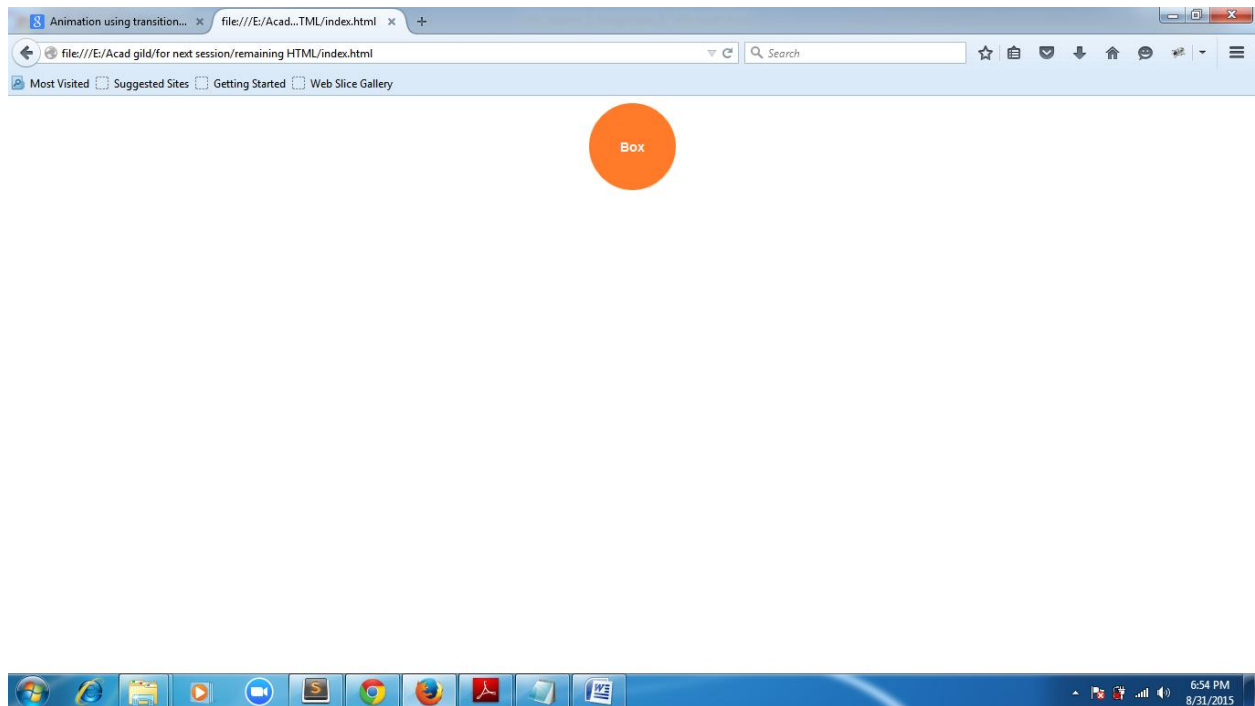 Animation using transition...
file:///E:/Acad...TML/index.html
file:///E:/Acad gild/for next session/remaining HTML/index.html
Search
Most Visited Suggested Sites Getting Started Web Slice Gallery
Box
6:54 PM
8/31/2015